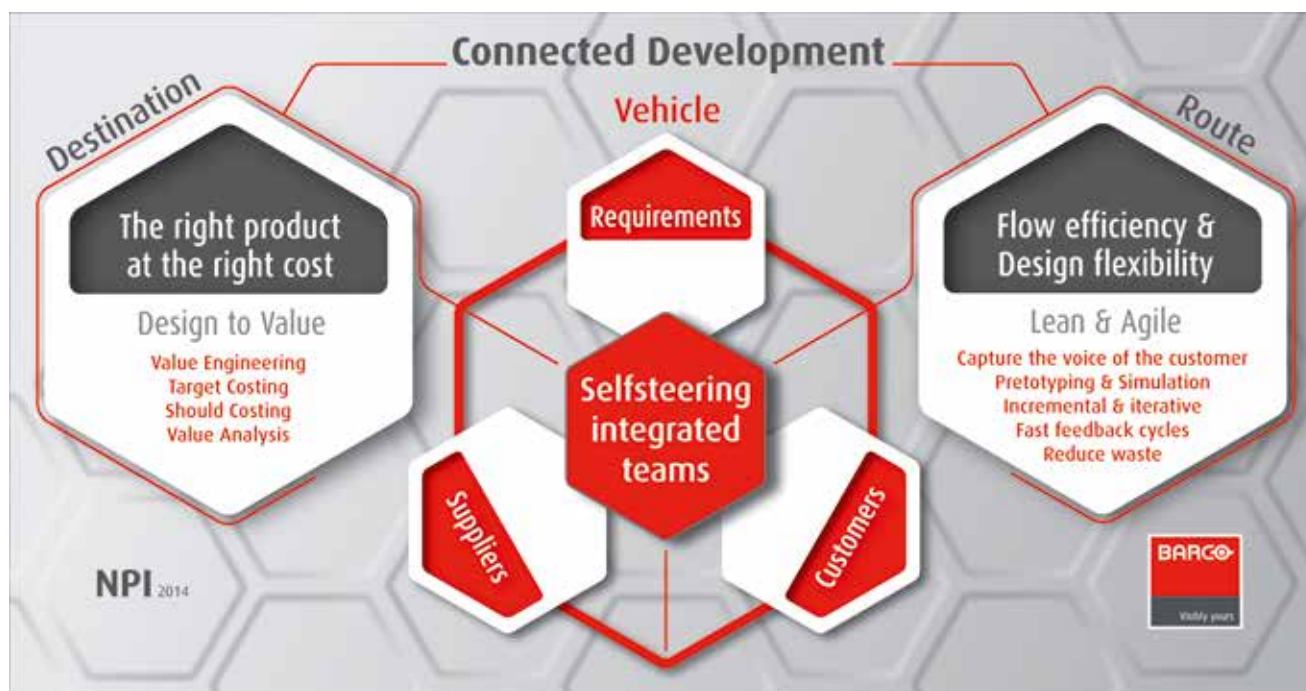 Connected Development
Destination
Vehicle
Route
The right product
at the right cost
Design to Value
Value Engineering
Target Costing
Should Costing
Value Analysis
Requirements
Selfsteering
integrated
teams
Suppliers
Customers
Flow efficiency &
Design flexibility
Lean & Agile
Capture the voice of the customer
Pretotyping & Simulation
Incremental & iterative
Fast feedback cycles
Reduce waste
NPI 2014
BARCO
Visibly yours